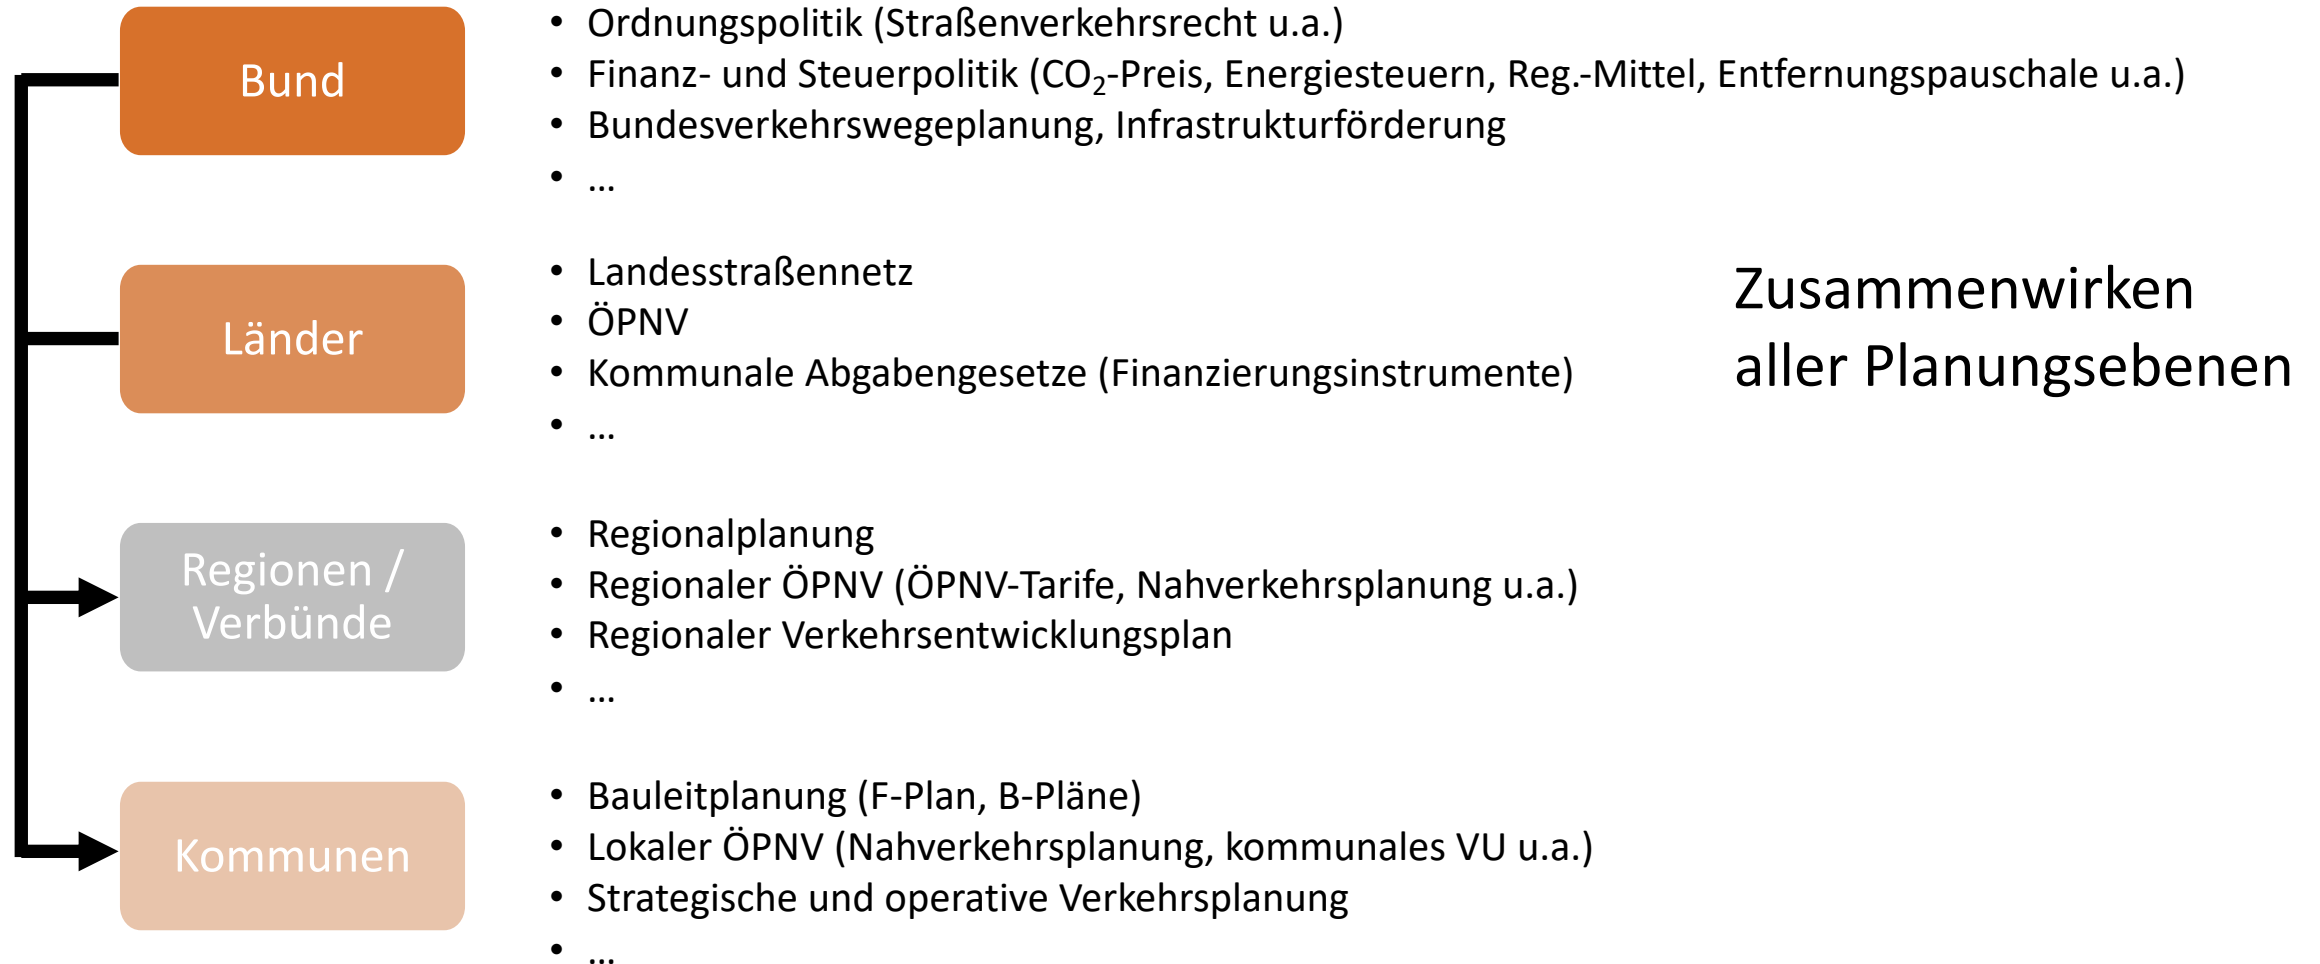 Bund
• Ordnungspolitik (Straßenverkehrsrecht u.a.)
• Finanz- und Steuerpolitik (CO₂-Preis, Energiesteuern, Reg.-Mittel, Entfernungspauschale u.a.)
• Bundesverkehrswegeplanung, Infrastrukturförderung
• ...
Länder
• Landesstraßennetz
• ÖPNV
• Kommunale Abgabengesetze (Finanzierungsinstrumente)
• ...
Zusammenwirken
aller Planungsebenen
Regionen /
Verbünde
• Regionalplanung
• Regionaler ÖPNV (ÖPNV-Tarife, Nahverkehrsplanung u.a.)
• Regionaler Verkehrsentwicklungsplan
• ...
Kommunen
• Bauleitplanung (F-Plan, B-Pläne)
• Lokaler ÖPNV (Nahverkehrsplanung, kommunales VU u.a.)
• Strategische und operative Verkehrsplanung
• ...